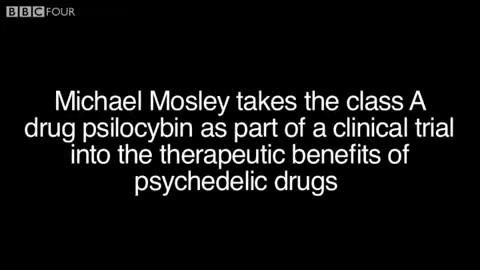 BBC FOUR
Michael Mosley takes the class A
drug psilocybin as part of a clinical trial
into the therapeutic benefits of
psychedelic drugs